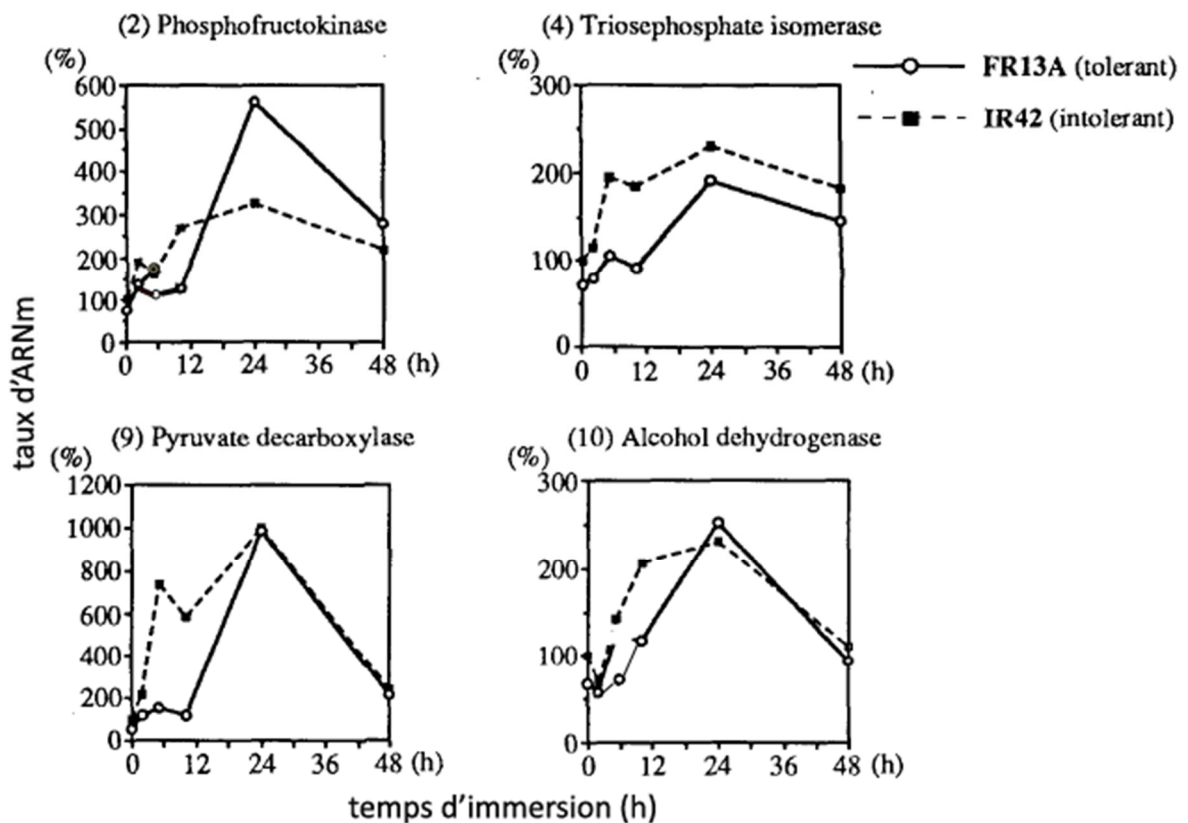 (2) Phosphofructokinase
(%)
600
500
400
300
200
100
0
0 12 24 36 48 (h)
(4) Triosephosphate isomerase
(%)
300
200
100
0
0 12 24 36 48 (h)
FR13A (tolerant)
IR42 (intolerant)
taux d'ARNm
(9) Pyruvate decarboxylase
(%)
1200
1000
800
600
400
200
0
0 12 24 36 48 (h)
(10) Alcohol dehydrogenase
(%)
300
200
100
0
0 12 24 36 48 (h)
temps d'immersion (h)